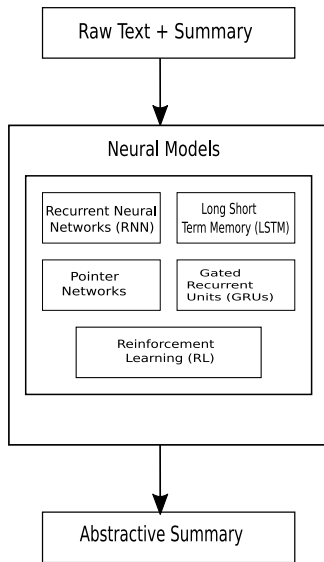 Raw Text + Summary
Neural Models
Recurrent Neural
Networks (RNN)
Long Short
Term Memory (LSTM)
Pointer
Networks
Gated
Recurrent
Units (GRUs)
Reinforcement
Learning (RL)
Abstractive Summary